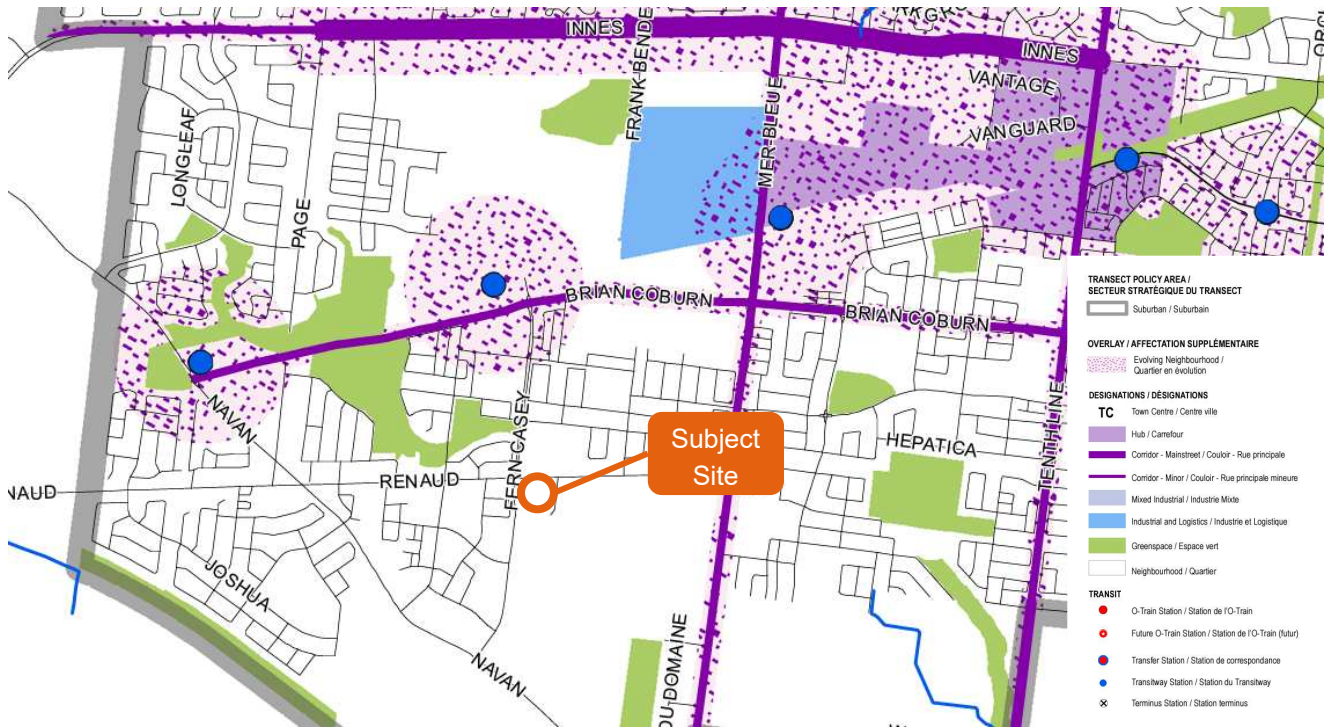 INNES
INNES
FRANK BENDE
VANTAGE
VANGUARD
MER-BLEUE
LONGLEAF
PAGE
BRIAN COBURN
BRIAN COBURN
NAVAN
FERN CASEY
Subject
Site
HEPATICA
TENTH LINE
NAUD
RENAUD
JOSHUA
NAVAN
DU-DOMAINE
TRANSECT POLICY AREA /
SECTEUR STRATÉGIQUE DU TRANSECT
Suburban / Suburbain
OVERLAY / AFFECTATION SUPPLÉMENTAIRE
Evolving Neighbourhood /
Quartier en évolution
DESIGNATIONS / DÉSIGNATIONS
TC Town Centre / Centre ville
Hub / Carrefour
Corridor - Mainstreet / Couloir - Rue principale
Corridor - Minor / Couloir - Rue principale mineure
Mixed Industrial / Industrie Mixte
Industrial and Logistics / Industrie et Logistique
Greenspace / Espace vert
Neighbourhood / Quartier
TRANSIT
O-Train Station / Station de l'O-Train
Future O-Train Station / Station de l'O-Train (futur)
Transfer Station / Station de correspondance
Transitway Station / Station du Transitway
Terminus Station / Station terminus